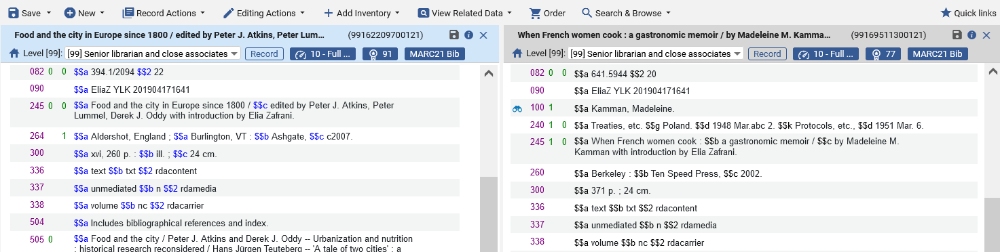 Save New Record Actions Editing Actions Add Inventory View Related Data Order Search & Browse Quick links
Food and the city in Europe since 1800 / edited by Peter J. Atkins, Peter Lum... (99162209700121)
Level [99]: [99] Senior librarian and close associates Record 10 - Full ... 91 MARC21 Bib
082 0 0 $$a 394.1/2094 $$2 22
090 $$a EliaZ YLK 201904171641
245 0 0 $$a Food and the city in Europe since 1800 / $$c edited by Peter J. Atkins, Peter
Lummel, Derek J. Oddy with introduction by Elia Zafrani.
264 1 $$a Aldershot, England ; $$a Burlington, VT : $$b Ashgate, $$c c2007.
300 $$a xvi, 260 p. : $$b ill. ; $$c 24 cm.
336 $$a text $$b txt $$2 rdacontent
337 $$a unmediated $$b n $$2 rdamedia
338 $$a volume $$b nc $$2 rdacarrier
504 $$a Includes bibliographical references and index.
505 0 $$a Food and the city / Peter J. Atkins and Derek J. Oddy -- Urbanization and nutrition
: historical research reconsidered / Hans Jürgen Teuteberg -- 'A tale of two cities' : a
When French women cook : a gastronomic memoir / by Madeleine M. Kamma... (99169511300121)
Level [99]: [99] Senior librarian and close associates Record 10 - Full ... 77 MARC21 Bib
082 0 0 $$a 641.5944 $$2 20
090 $$a EliaZ YLK 201904171641
100 1 $$a Kamman, Madeleine.
240 1 0 $$a Treaties, etc. $$g Poland. $$d 1948 Mar.abc 2. $$k Protocols, etc., $$d 1951 Mar. 6.
245 1 0 $$a When French women cook : $$b a gastronomic memoir / $$c by Madeleine M.
Kamman with introduction by Elia Zafrani.
260 $$a Berkeley : $$b Ten Speed Press, $$c 2002.
300 $$a 371 p. ; 24 cm.
336 $$a text $$b txt $$2 rdacontent
337 $$a unmediated $$b n $$2 rdamedia
338 $$a volume $$b nc $$2 rdacarrier